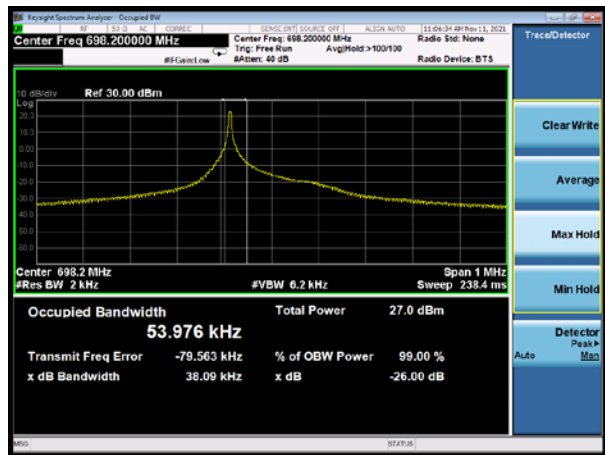 Keysight Spectrum Analyzer - Occupied BW
RF 50 Ω AC CORREC SENSE:INT SOURCE OFF ALIGN AUTO 11:06:34 AM Nov 11, 2021
Center Freq 698.200000 MHz Center Freq: 698.200000 MHz Radio Std: None
Trig: Free Run Avg|Hold:>100/100
#IFGain:Low #Atten: 40 dB Radio Device: BTS
10 dB/div Ref 30.00 dBm
Log
20.0
10.0
0.00
-10.0
-20.0
-30.0
-40.0
-50.0
-60.0
Center 698.2 MHz Span 1 MHz
#Res BW 2 kHz #VBW 6.2 kHz Sweep 238.4 ms
Occupied Bandwidth Total Power 27.0 dBm
53.976 kHz
Transmit Freq Error -79.563 kHz % of OBW Power 99.00 %
x dB Bandwidth 38.09 kHz x dB -26.00 dB
MSG STATUS
Trace/Detector
Clear Write
Average
Max Hold
Min Hold
Detector
Peak▶
Auto Man